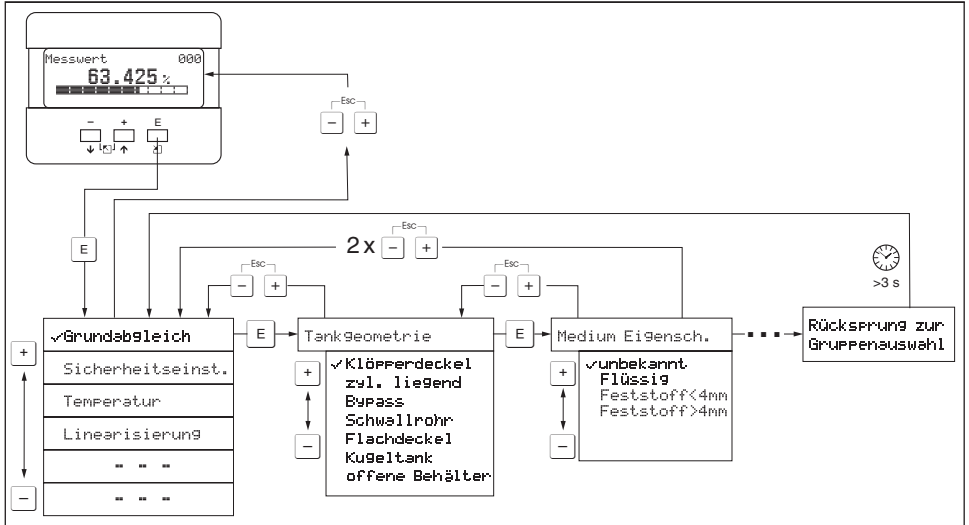 Messwert 000
63.425 %
− + E
Esc
− +
E
Esc
2x − +
Esc
− +
Esc
− +
>3 s
✓Grundabgleich
Sicherheitseinst.
Temperatur
Linearisierung
-- -- --
-- -- --
+
−
E
Tankgeometrie
✓Klöpperdeckel
zyl. liegend
Bypass
Schwallrohr
Flachdeckel
Kugeltank
offene Behälter
+
−
E
Medium Eigensch.
✓unbekannt
Flüssig
Feststoff<4mm
Feststoff>4mm
+
−
Rücksprung zur
Gruppenauswahl